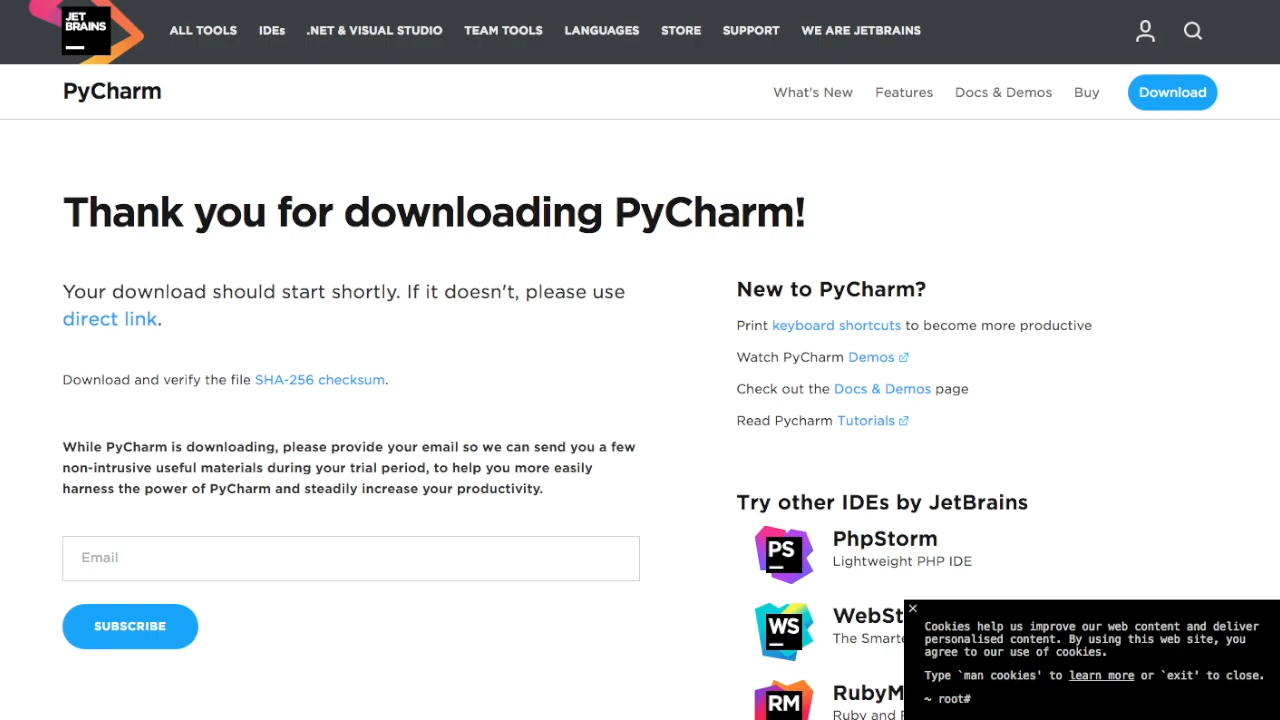 JET
BRAINS
ALL TOOLS IDEs .NET & VISUAL STUDIO TEAM TOOLS LANGUAGES STORE SUPPORT WE ARE JETBRAINS
PyCharm
What's New Features Docs & Demos Buy Download
Thank you for downloading PyCharm!
Your download should start shortly. If it doesn't, please use
direct link.
Download and verify the file SHA-256 checksum.
While PyCharm is downloading, please provide your email so we can send you a few
non-intrusive useful materials during your trial period, to help you more easily
harness the power of PyCharm and steadily increase your productivity.
Email
SUBSCRIBE
New to PyCharm?
Print keyboard shortcuts to become more productive
Watch PyCharm Demos
Check out the Docs & Demos page
Read Pycharm Tutorials
Try other IDEs by JetBrains
PS
PhpStorm
Lightweight PHP IDE
WS
WebSt
The Smarte
RM
RubyM
Ruby and
Cookies help us improve our web content and deliver
personalised content. By using this web site, you
agree to our use of cookies.
Type `man cookies' to learn more or `exit' to close.
~ root#